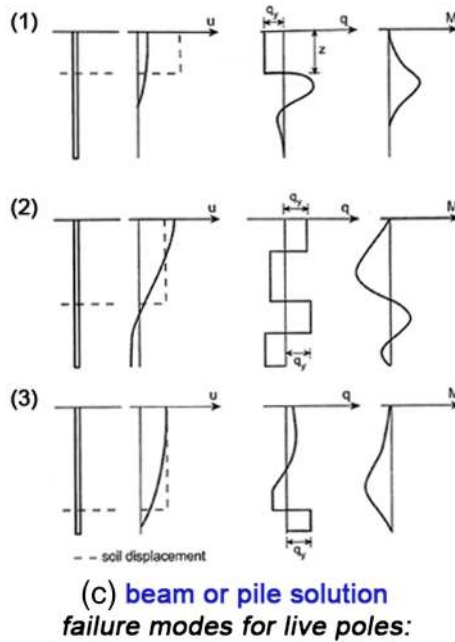 (1) u q_y q M
z
(2) u q_y q M
q_y
(3) u q M
q_y
soil displacement
(c) beam or pile solution
failure modes for live poles: